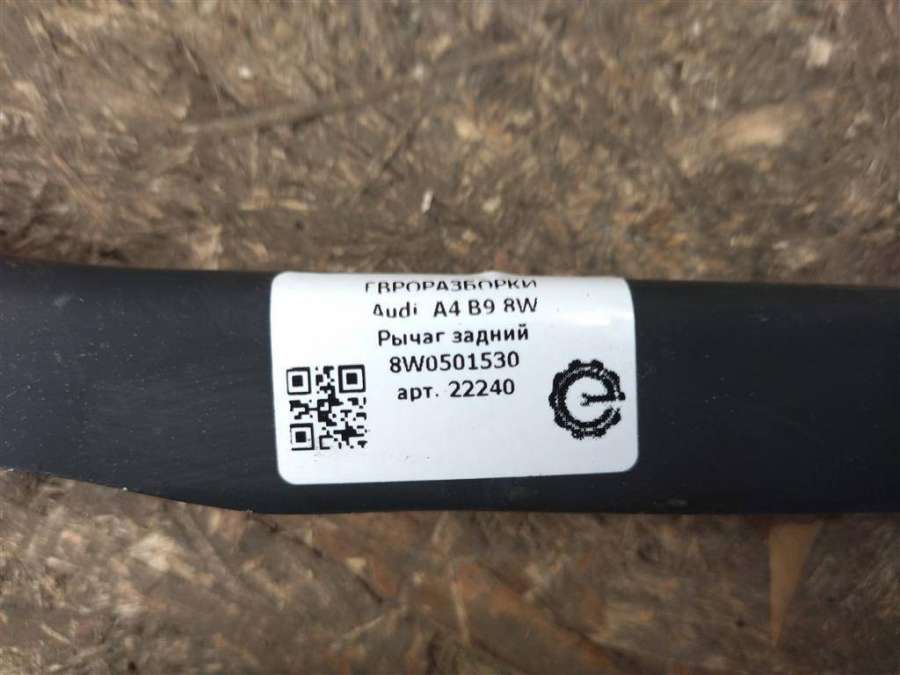 ЕВРОРАЗБОРКИ
Audi A4 B9 8W
Рычаг задний
8W0501530
арт. 22240